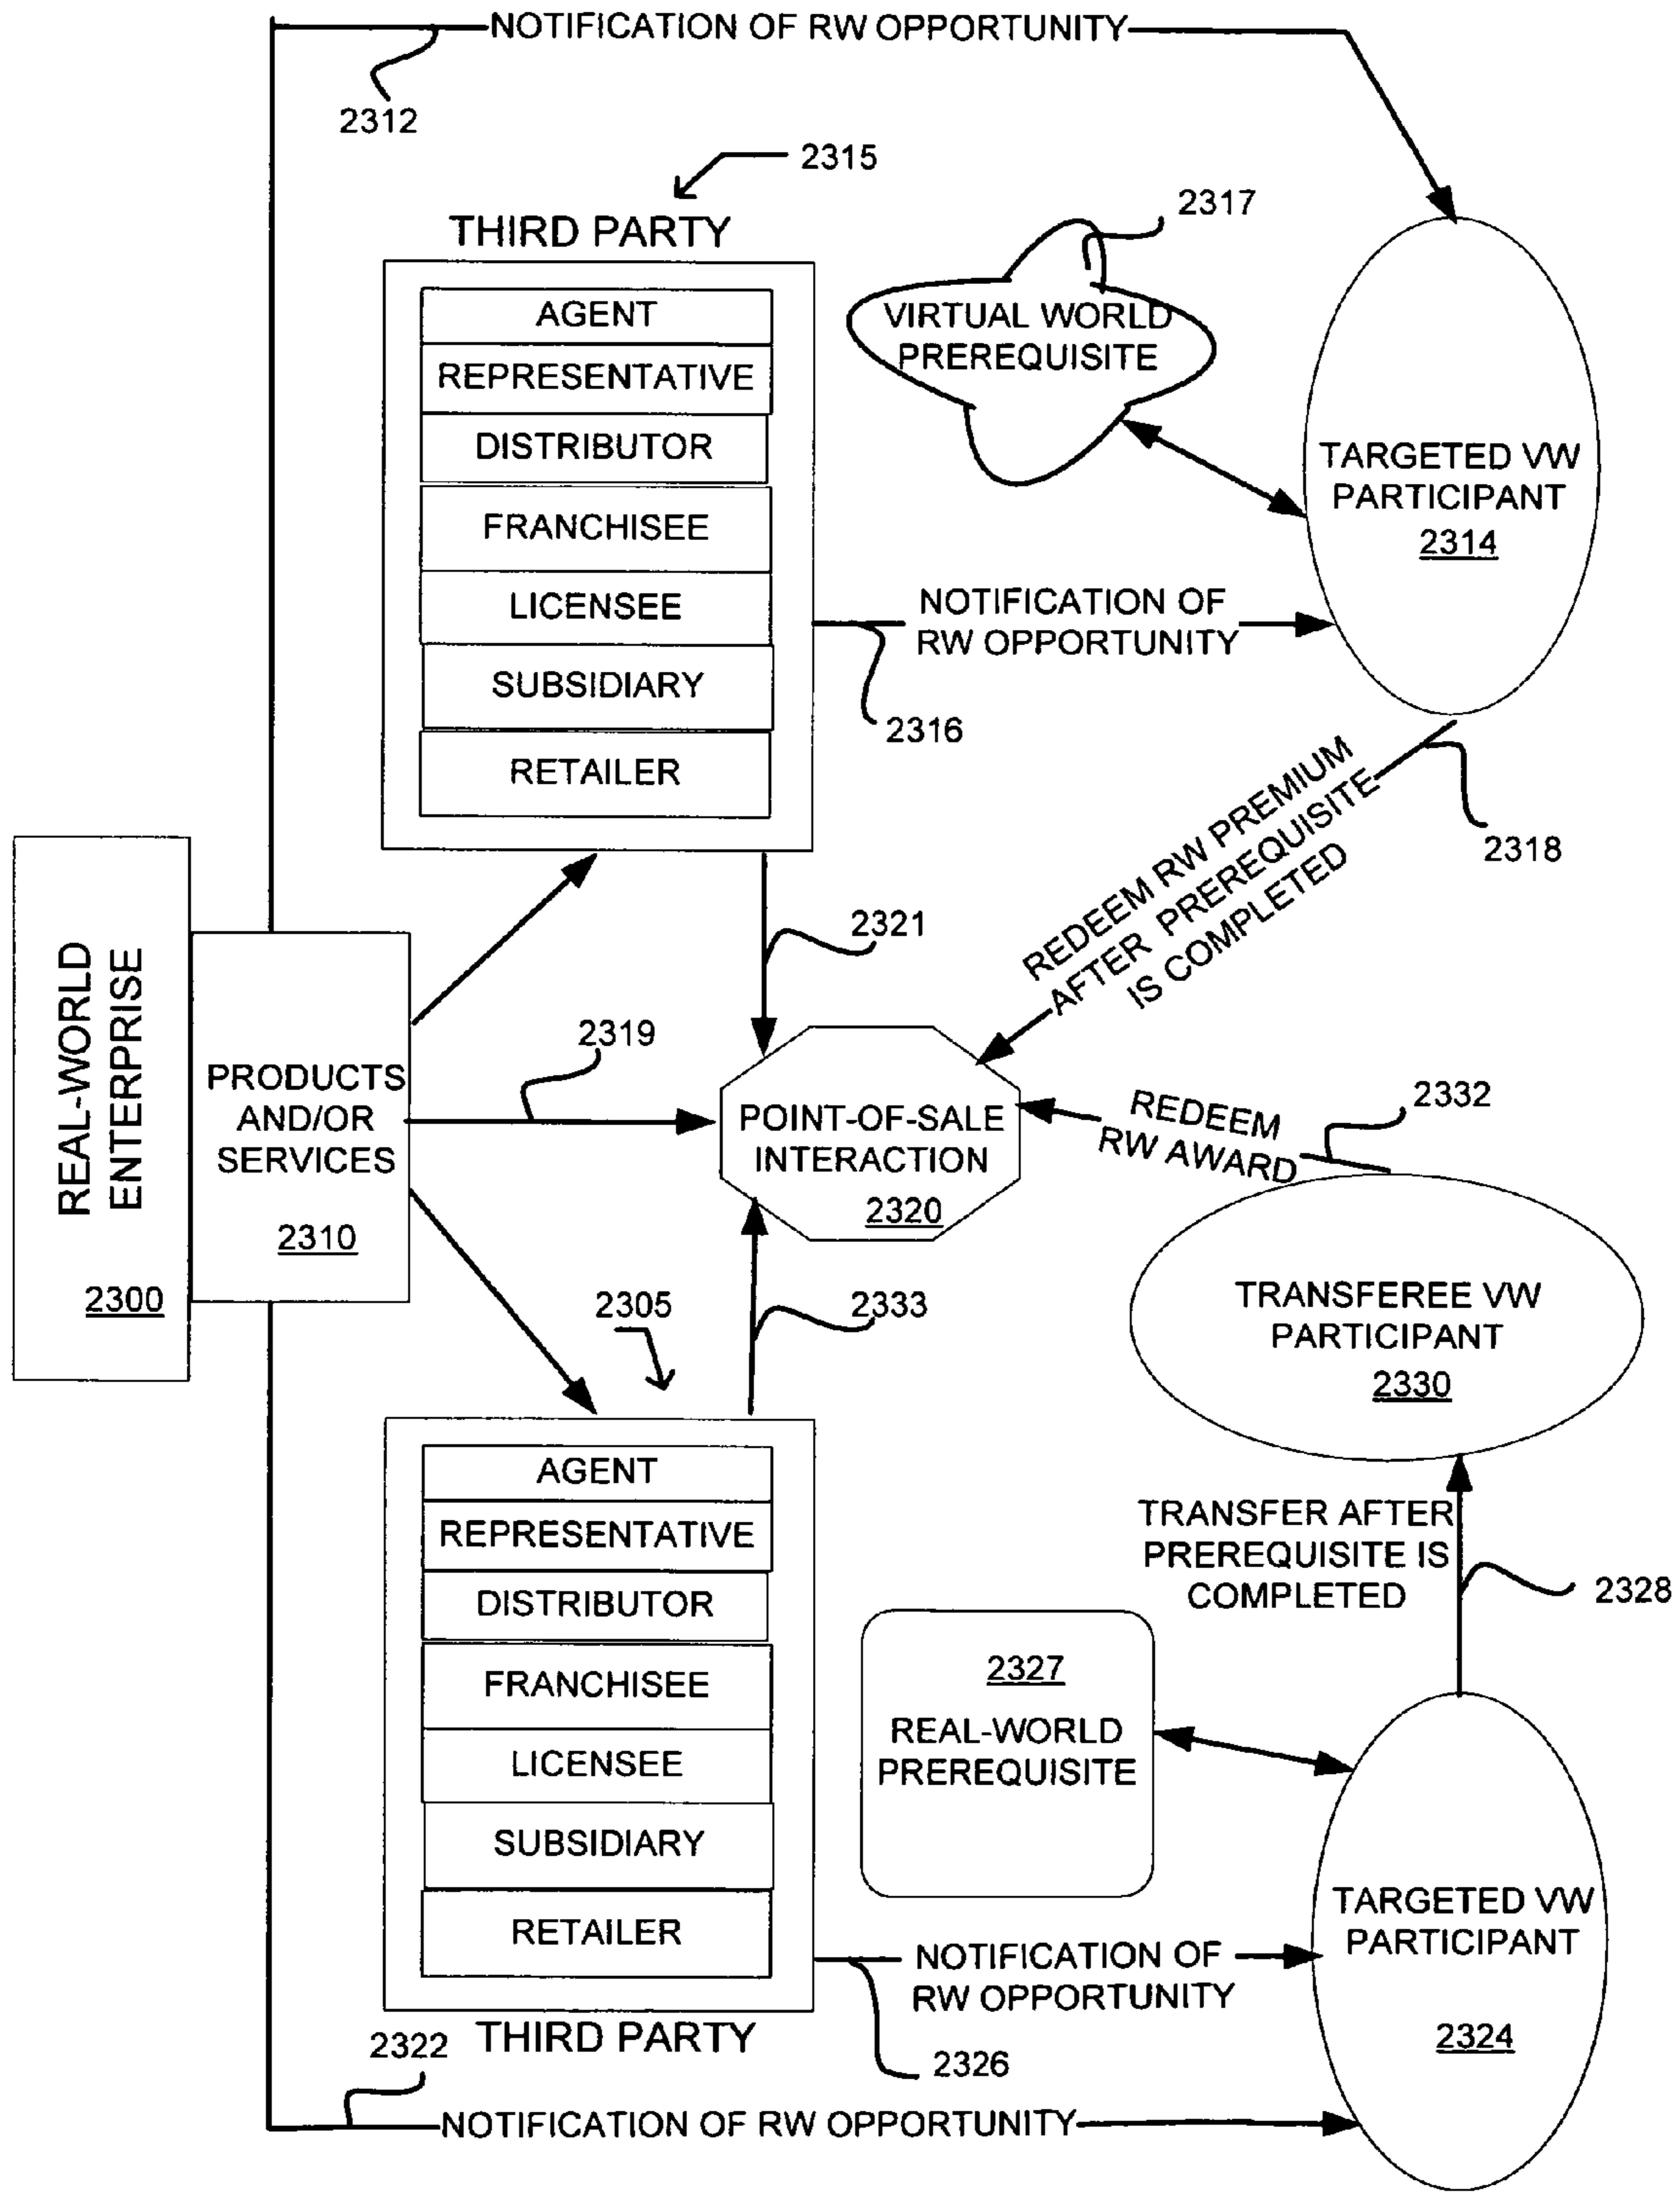 NOTIFICATION OF RW OPPORTUNITY
2312
2315
THIRD PARTY
2317
AGENT
REPRESENTATIVE
DISTRIBUTOR
FRANCHISEE
LICENSEE
SUBSIDIARY
RETAILER
VIRTUAL WORLD
PREREQUISITE
TARGETED VW
PARTICIPANT
2314
NOTIFICATION OF
RW OPPORTUNITY
2316
2318
REDEEM RW PREMIUM
AFTER PREREQUISITE
IS COMPLETED
2321
2319
REAL-WORLD
ENTERPRISE
2300
PRODUCTS
AND/OR
SERVICES
2310
POINT-OF-SALE
INTERACTION
2320
2332
REDEEM
RW AWARD
2305
2333
TRANSFEREE VW
PARTICIPANT
2330
AGENT
REPRESENTATIVE
DISTRIBUTOR
FRANCHISEE
LICENSEE
SUBSIDIARY
RETAILER
THIRD PARTY
TRANSFER AFTER
PREREQUISITE IS
COMPLETED
2328
2327
REAL-WORLD
PREREQUISITE
TARGETED VW
PARTICIPANT
2324
NOTIFICATION OF
RW OPPORTUNITY
2326
2322
NOTIFICATION OF RW OPPORTUNITY